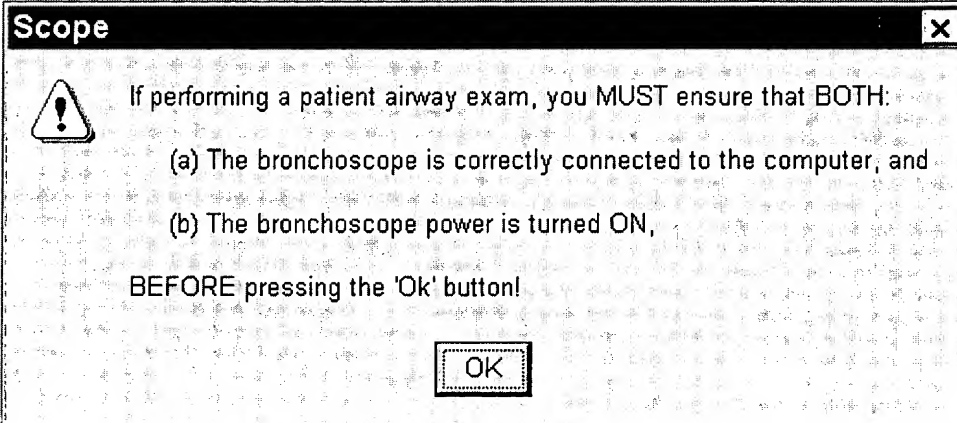 Scope
If performing a patient airway exam, you MUST ensure that BOTH:
(a) The bronchoscope is correctly connected to the computer, and
(b) The bronchoscope power is turned ON,
BEFORE pressing the 'Ok' button!
OK